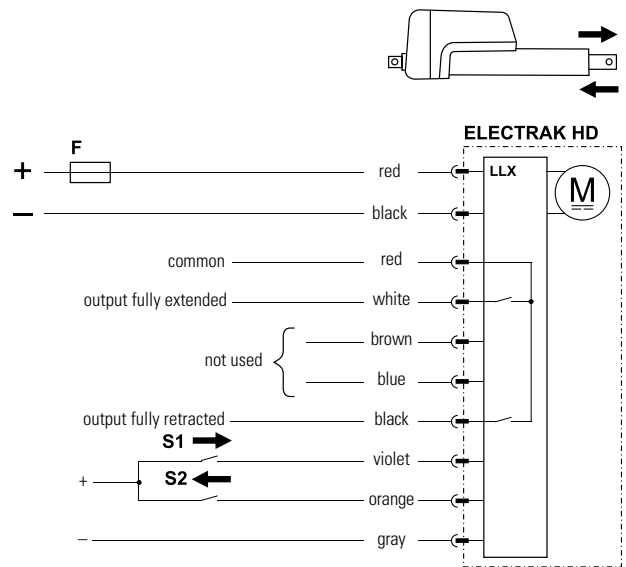 ELECTRAK HD
F
+ red LLX M
– black
common red
output fully extended white
brown
not used
blue
output fully retracted black
S1 violet
+ S2
orange
– gray